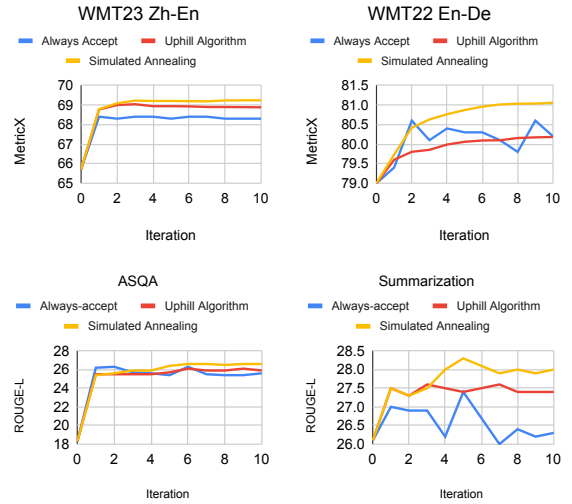 WMT23 Zh-En
Always Accept Uphill Algorithm
Simulated Annealing
MetricX
70
69
68
67
66
65
0 2 4 6 8 10
Iteration
WMT22 En-De
Always Accept Uphill Algorithm
Simulated Annealing
MetricX
81.5
81.0
80.5
80.0
79.5
79.0
0 2 4 6 8 10
Iteration
ASQA
Always-accept Uphill Algorithm
Simulated Annealing
ROUGE-L
28
26
24
22
20
18
0 2 4 6 8 10
Iteration
Summarization
Always-accept Uphill Algorithm
Simulated Annealing
ROUGE-L
28.5
28.0
27.5
27.0
26.5
26.0
0 2 4 6 8 10
Iteration